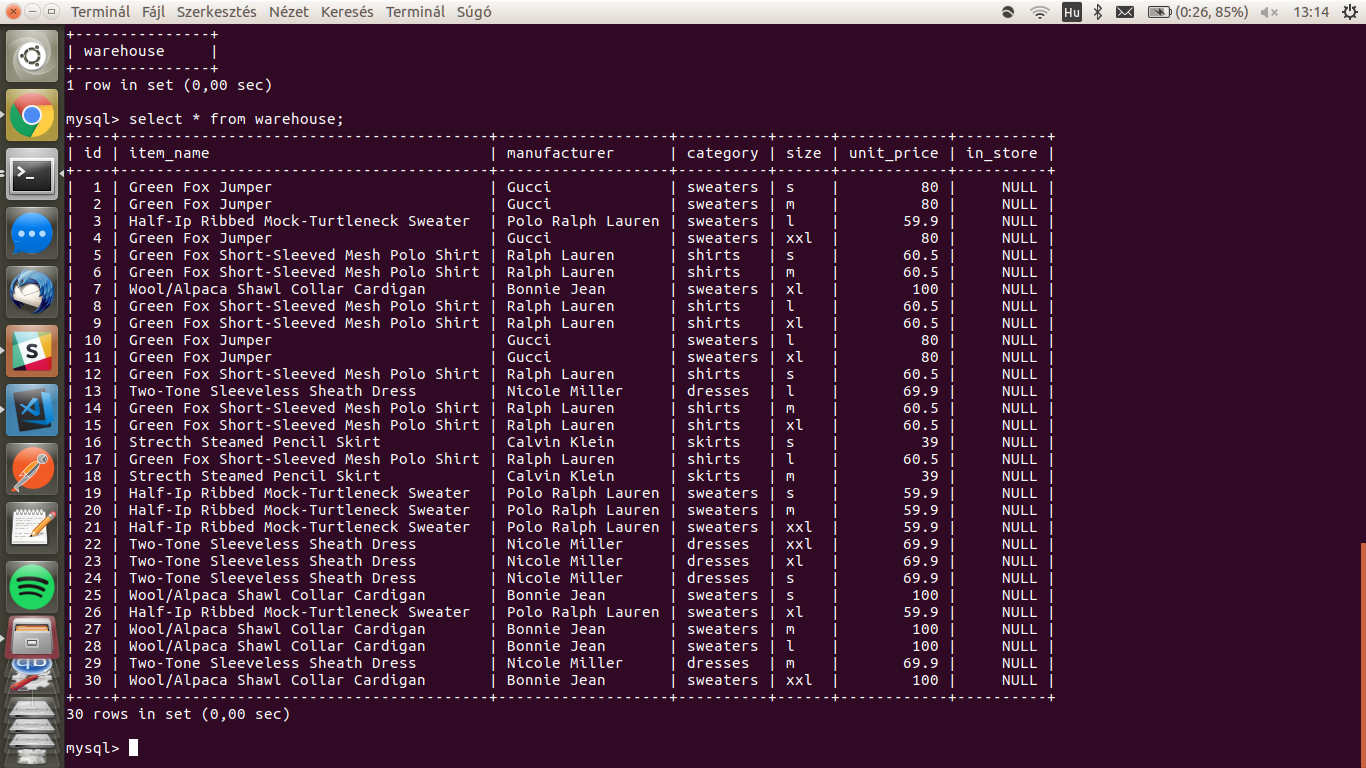 Terminál Fájl Szerkesztés Nézet Keresés Terminál Súgó Hu (0:26, 85%) 13:14
+---------------+
| warehouse     |
+---------------+
1 row in set (0,00 sec)

mysql> select * from warehouse;
+----+-----------------------------------------+-------------------+----------+------+------------+----------+
| id | item_name                               | manufacturer      | category | size | unit_price | in_store |
+----+-----------------------------------------+-------------------+----------+------+------------+----------+
|  1 | Green Fox Jumper                        | Gucci             | sweaters | s    |         80 |     NULL |
|  2 | Green Fox Jumper                        | Gucci             | sweaters | m    |         80 |     NULL |
|  3 | Half-Ip Ribbed Mock-Turtleneck Sweater  | Polo Ralph Lauren | sweaters | l    |       59.9 |     NULL |
|  4 | Green Fox Jumper                        | Gucci             | sweaters | xxl  |         80 |     NULL |
|  5 | Green Fox Short-Sleeved Mesh Polo Shirt | Ralph Lauren      | shirts   | s    |       60.5 |     NULL |
|  6 | Green Fox Short-Sleeved Mesh Polo Shirt | Ralph Lauren      | shirts   | m    |       60.5 |     NULL |
|  7 | Wool/Alpaca Shawl Collar Cardigan       | Bonnie Jean       | sweaters | xl   |        100 |     NULL |
|  8 | Green Fox Short-Sleeved Mesh Polo Shirt | Ralph Lauren      | shirts   | l    |       60.5 |     NULL |
|  9 | Green Fox Short-Sleeved Mesh Polo Shirt | Ralph Lauren      | shirts   | xl   |       60.5 |     NULL |
| 10 | Green Fox Jumper                        | Gucci             | sweaters | l    |         80 |     NULL |
| 11 | Green Fox Jumper                        | Gucci             | sweaters | xl   |         80 |     NULL |
| 12 | Green Fox Short-Sleeved Mesh Polo Shirt | Ralph Lauren      | shirts   | s    |       60.5 |     NULL |
| 13 | Two-Tone Sleeveless Sheath Dress        | Nicole Miller     | dresses  | l    |       69.9 |     NULL |
| 14 | Green Fox Short-Sleeved Mesh Polo Shirt | Ralph Lauren      | shirts   | m    |       60.5 |     NULL |
| 15 | Green Fox Short-Sleeved Mesh Polo Shirt | Ralph Lauren      | shirts   | xl   |       60.5 |     NULL |
| 16 | Strecth Steamed Pencil Skirt            | Calvin Klein      | skirts   | s    |         39 |     NULL |
| 17 | Green Fox Short-Sleeved Mesh Polo Shirt | Ralph Lauren      | shirts   | l    |       60.5 |     NULL |
| 18 | Strecth Steamed Pencil Skirt            | Calvin Klein      | skirts   | m    |         39 |     NULL |
| 19 | Half-Ip Ribbed Mock-Turtleneck Sweater  | Polo Ralph Lauren | sweaters | s    |       59.9 |     NULL |
| 20 | Half-Ip Ribbed Mock-Turtleneck Sweater  | Polo Ralph Lauren | sweaters | m    |       59.9 |     NULL |
| 21 | Half-Ip Ribbed Mock-Turtleneck Sweater  | Polo Ralph Lauren | sweaters | xxl  |       59.9 |     NULL |
| 22 | Two-Tone Sleeveless Sheath Dress        | Nicole Miller     | dresses  | xxl  |       69.9 |     NULL |
| 23 | Two-Tone Sleeveless Sheath Dress        | Nicole Miller     | dresses  | xl   |       69.9 |     NULL |
| 24 | Two-Tone Sleeveless Sheath Dress        | Nicole Miller     | dresses  | s    |       69.9 |     NULL |
| 25 | Wool/Alpaca Shawl Collar Cardigan       | Bonnie Jean       | sweaters | s    |        100 |     NULL |
| 26 | Half-Ip Ribbed Mock-Turtleneck Sweater  | Polo Ralph Lauren | sweaters | xl   |       59.9 |     NULL |
| 27 | Wool/Alpaca Shawl Collar Cardigan       | Bonnie Jean       | sweaters | m    |        100 |     NULL |
| 28 | Wool/Alpaca Shawl Collar Cardigan       | Bonnie Jean       | sweaters | l    |        100 |     NULL |
| 29 | Two-Tone Sleeveless Sheath Dress        | Nicole Miller     | dresses  | m    |       69.9 |     NULL |
| 30 | Wool/Alpaca Shawl Collar Cardigan       | Bonnie Jean       | sweaters | xxl  |        100 |     NULL |
+----+-----------------------------------------+-------------------+----------+------+------------+----------+
30 rows in set (0,00 sec)

mysql>